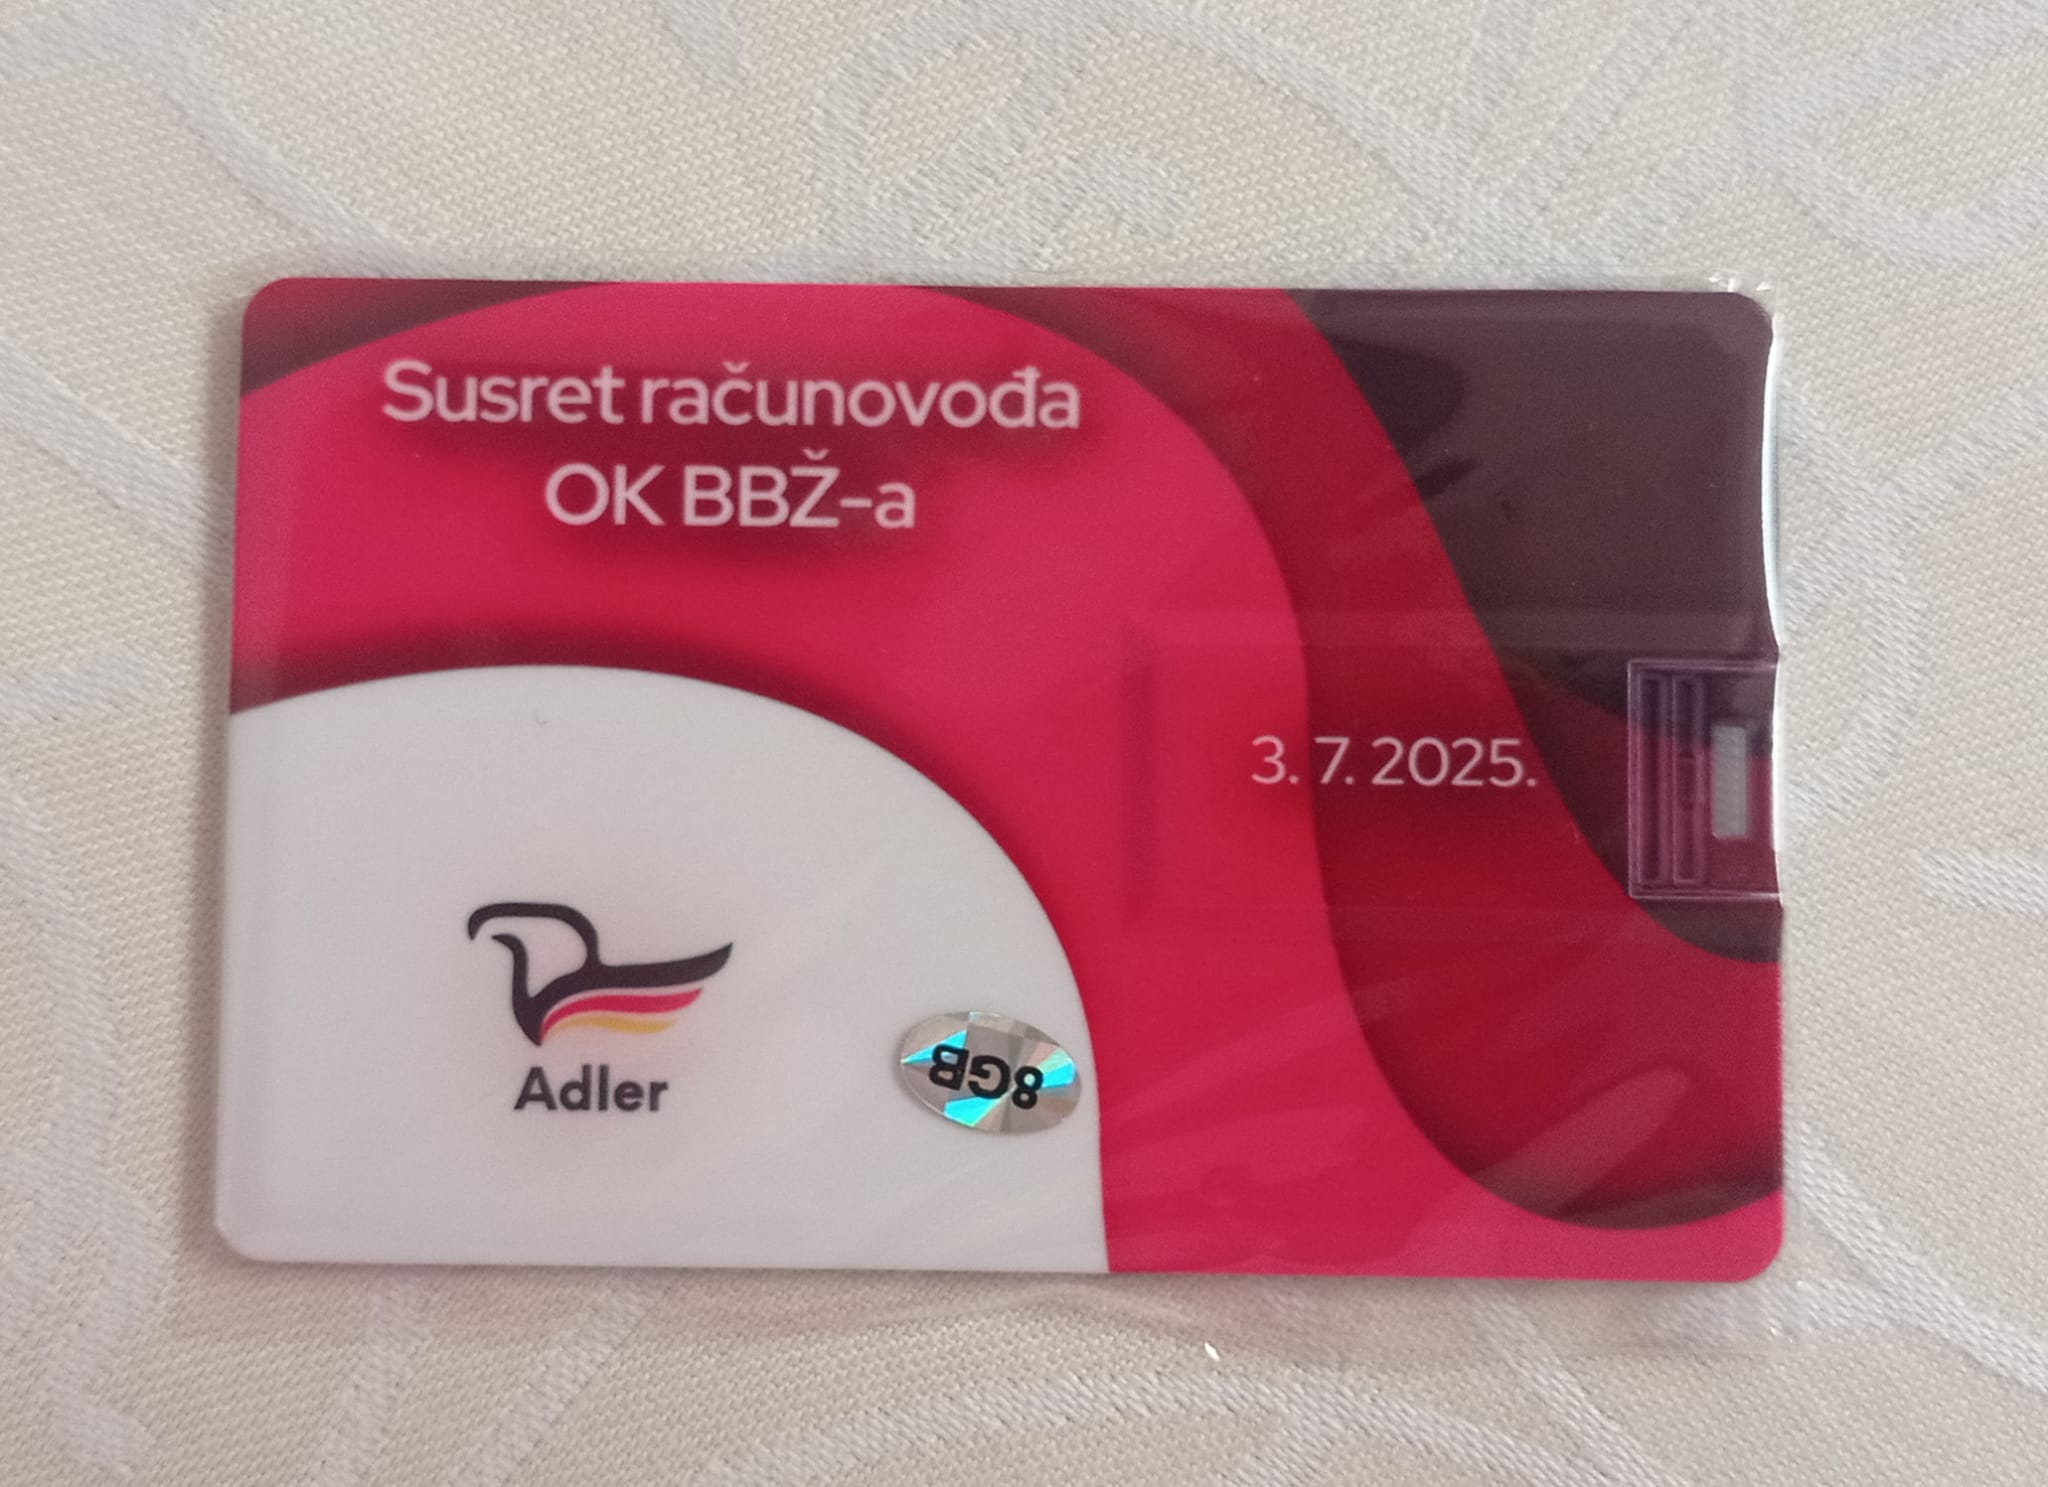 Susret računovođa
OK BBŽ-a
3. 7. 2025.
Adler
8GB